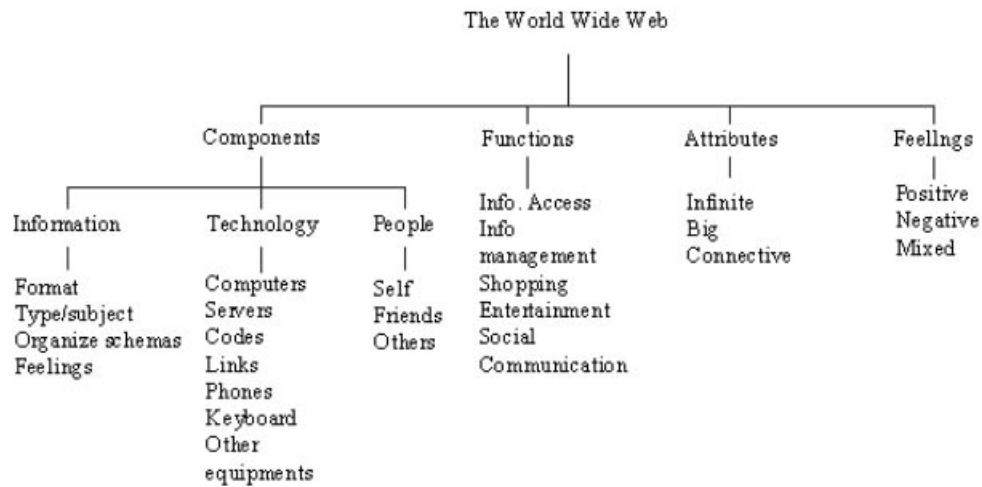 The World Wide Web
Components
Functions
Attributes
Feelings
Information
Technology
People
Format
Type/subject
Organize schemas
Feelings
Computers
Servers
Codes
Links
Phones
Keyboard
Other
equipments
Self
Friends
Others
Info. Access
Info
management
Shopping
Entertainment
Social
Communication
Infinite
Big
Connective
Positive
Negative
Mixed